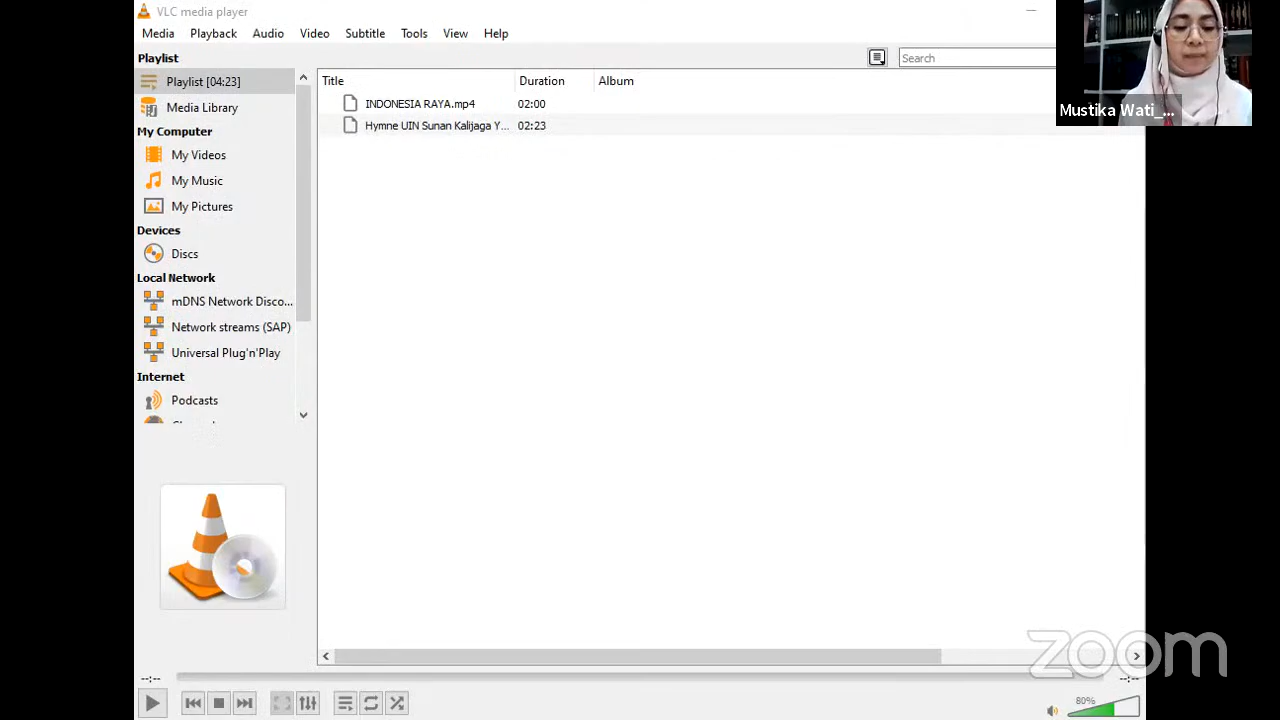 VLC media player
Media Playback Audio Video Subtitle Tools View Help
Playlist
Search
Playlist [04:23]
Media Library
My Computer
My Videos
My Music
My Pictures
Devices
Discs
Local Network
mDNS Network Disco...
Network streams (SAP)
Universal Plug'n'Play
Internet
Podcasts
Title Duration Album
INDONESIA RAYA.mp4 02:00
Hymne UIN Sunan Kalijaga Y... 02:23
Mustika Wati_...
zoom
--:--
--:--
80%